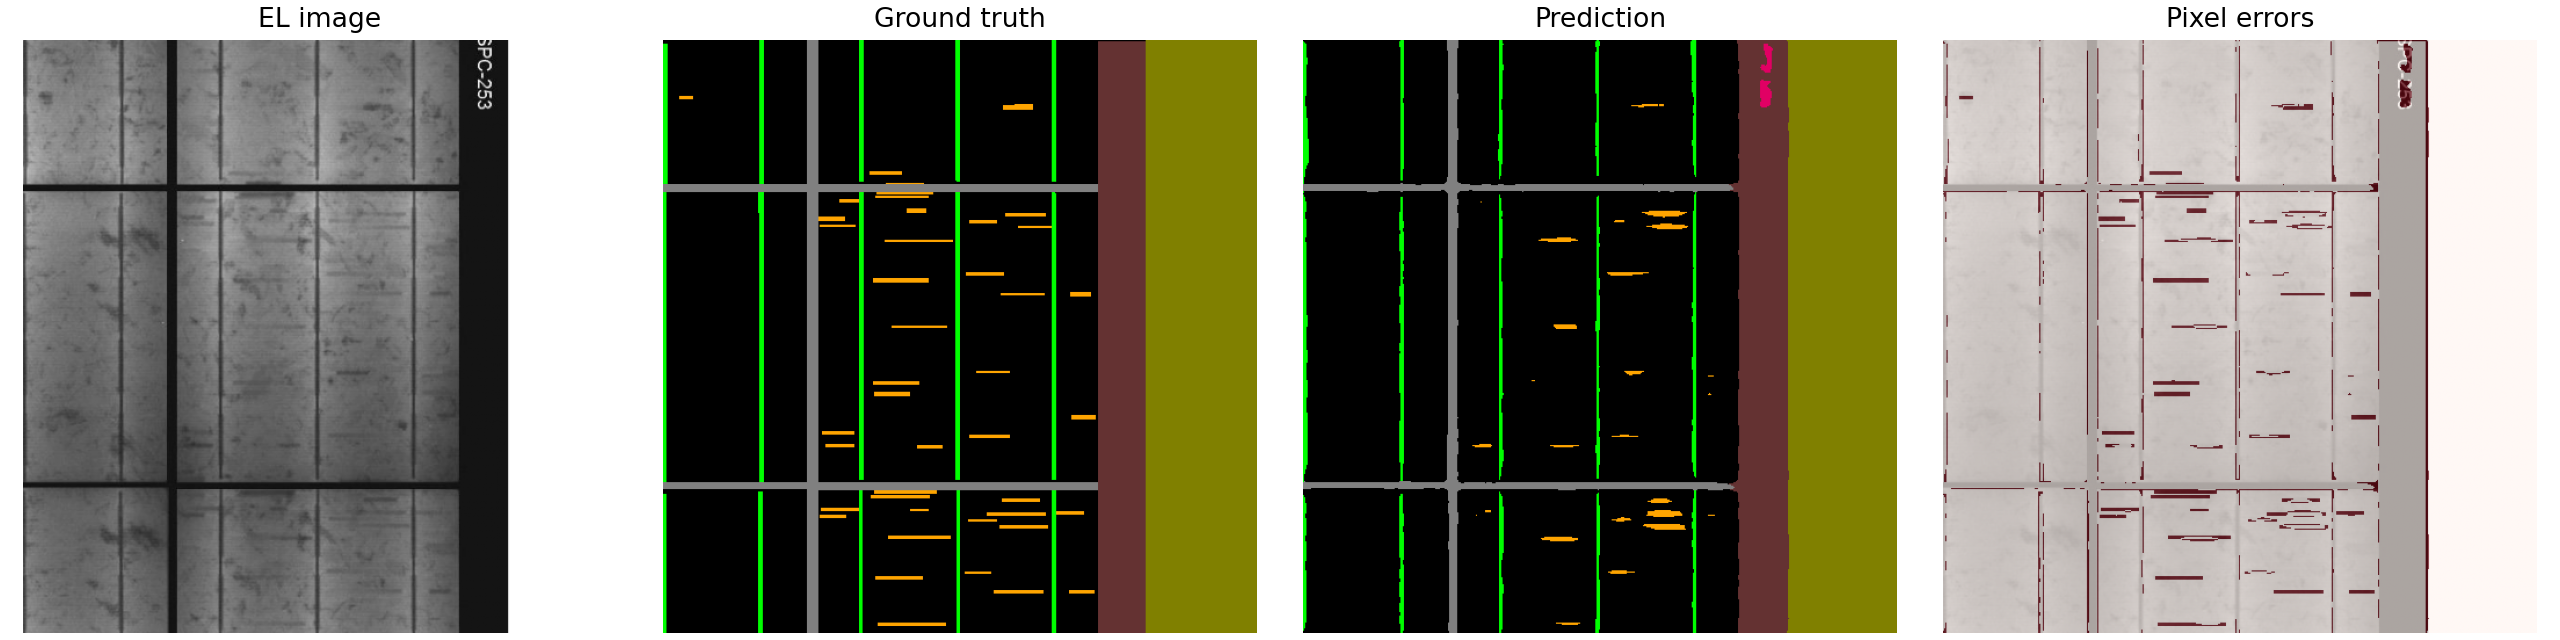 EL image
Ground truth
Prediction
Pixel errors
SPC-253